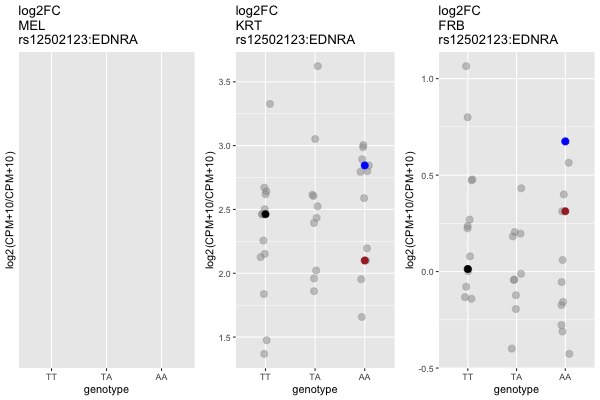 log2FC
MEL
rs12502123:EDNRA
log2(CPM+10/CPM+10)
TT TA AA
genotype
log2FC
KRT
rs12502123:EDNRA
log2(CPM+10/CPM+10)
3.5
3.0
2.5
2.0
1.5
TT TA AA
genotype
log2FC
FRB
rs12502123:EDNRA
log2(CPM+10/CPM+10)
1.0
0.5
0.0
-0.5
TT TA AA
genotype